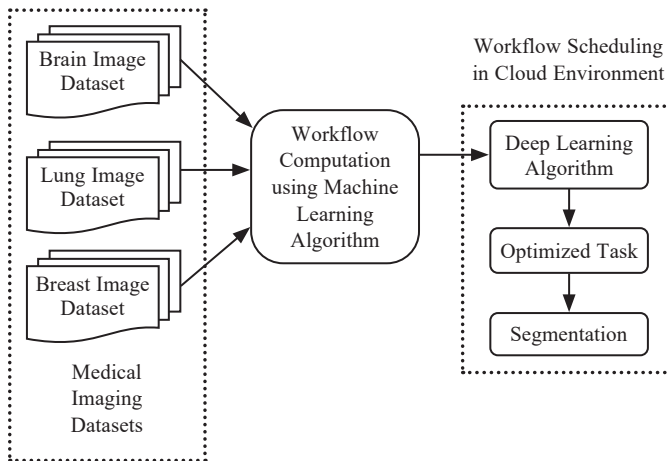 Brain Image
Dataset
Lung Image
Dataset
Breast Image
Dataset
Medical
Imaging
Datasets
Workflow
Computation
using Machine
Learning
Algorithm
Workflow Scheduling
in Cloud Environment
Deep Learning
Algorithm
Optimized Task
Segmentation